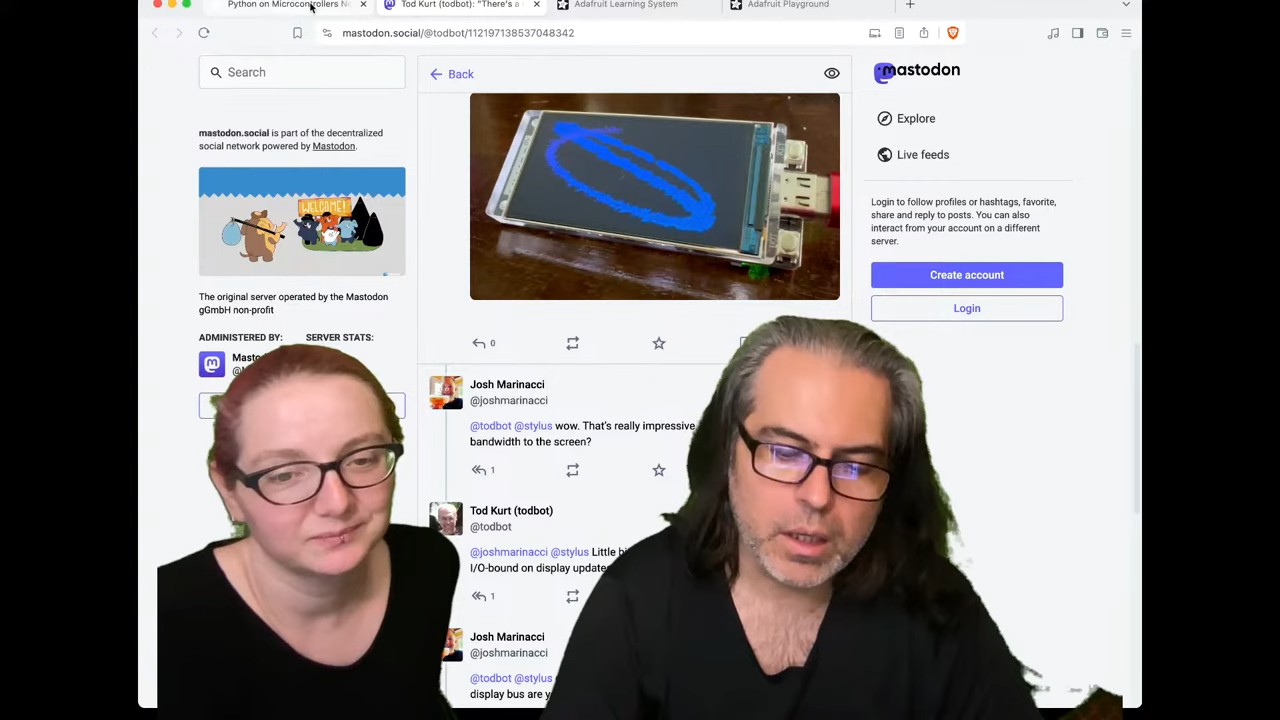 Python on Microcontrollers N
Tod Kurt (todbot): "There's a
Adafruit Learning System
Adafruit Playground
mastodon.social/@todbot/112197138537048342
Search
mastodon.social is part of the decentralized
social network powered by Mastodon.
WELCOME!
The original server operated by the Mastodon
gGmbH non-profit
ADMINISTERED BY:
SERVER STATS:
Back
0
Josh Marinacci
@joshmarinacci
@todbot @stylus wow. That's really impressive
bandwidth to the screen?
1
Tod Kurt (todbot)
@todbot
@joshmarinacci @stylus Little
I/O-bound on display
1
Josh Marinacci
@joshmarinacci
@todbot @stylus
display bus are
mastodon
Explore
Live feeds
Login to follow profiles or hashtags, favorite,
share and reply to posts. You can also
interact from your account on a different
server.
Create account
Login